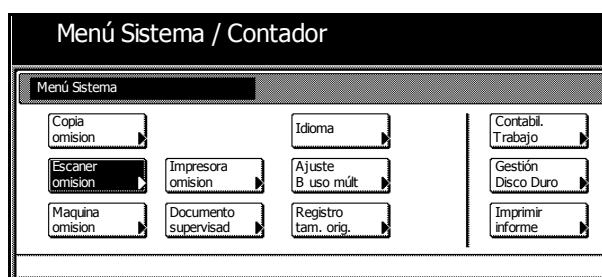 Menú Sistema / Contador
Menú Sistema
Copia
omision
Idioma
Contabil.
Trabajo
Escaner
omision
Impresora
omision
Ajuste
B uso múlt
Gestión
Disco Duro
Maquina
omision
Documento
supervisad
Registro
tam. orig.
Imprimir
informe